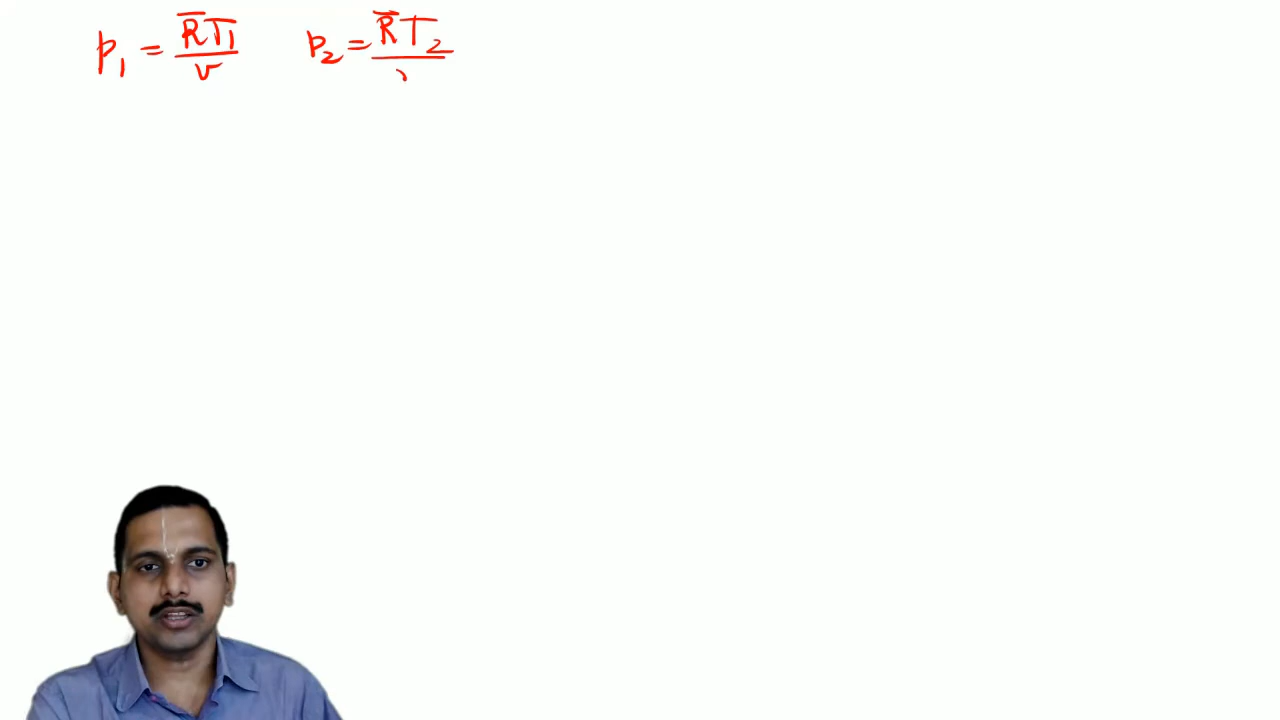 p₁ = R̅T₁/v p₂ = R̅T₂/